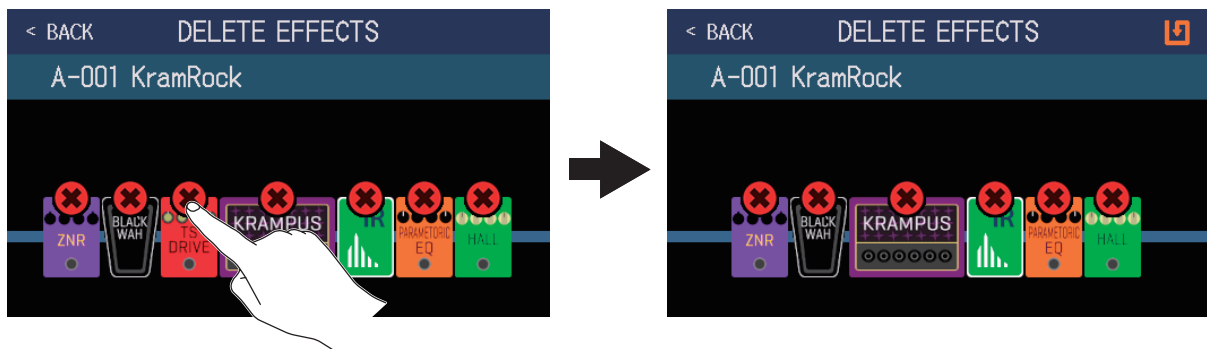 < BACK DELETE EFFECTS
A-001 KramRock
ZNR
BLACK
WAH
TS
DRIVE
KRAMPUS
IR
PARAMETORIC
EQ
HALL
< BACK DELETE EFFECTS
A-001 KramRock
ZNR
BLACK
WAH
KRAMPUS
IR
PARAMETORIC
EQ
HALL